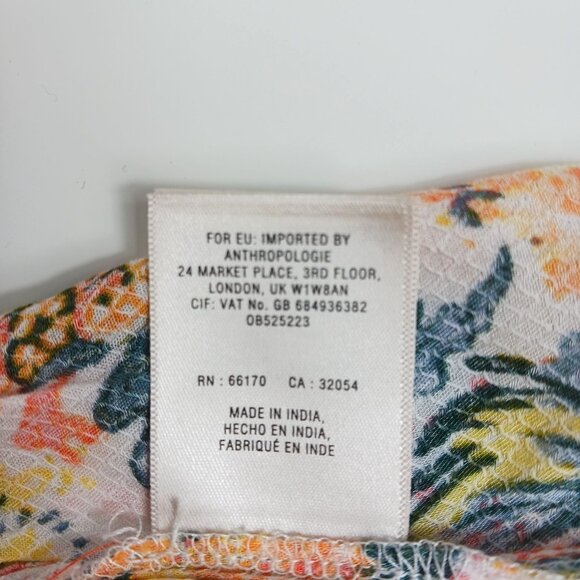 FOR EU: IMPORTED BY
ANTHROPOLOGIE
24 MARKET PLACE, 3RD FLOOR,
LONDON, UK W1W8AN
CIF: VAT No. GB 684936382
OB525223
RN : 66170 CA : 32054
MADE IN INDIA,
HECHO EN INDIA,
FABRIQUÉ EN INDE